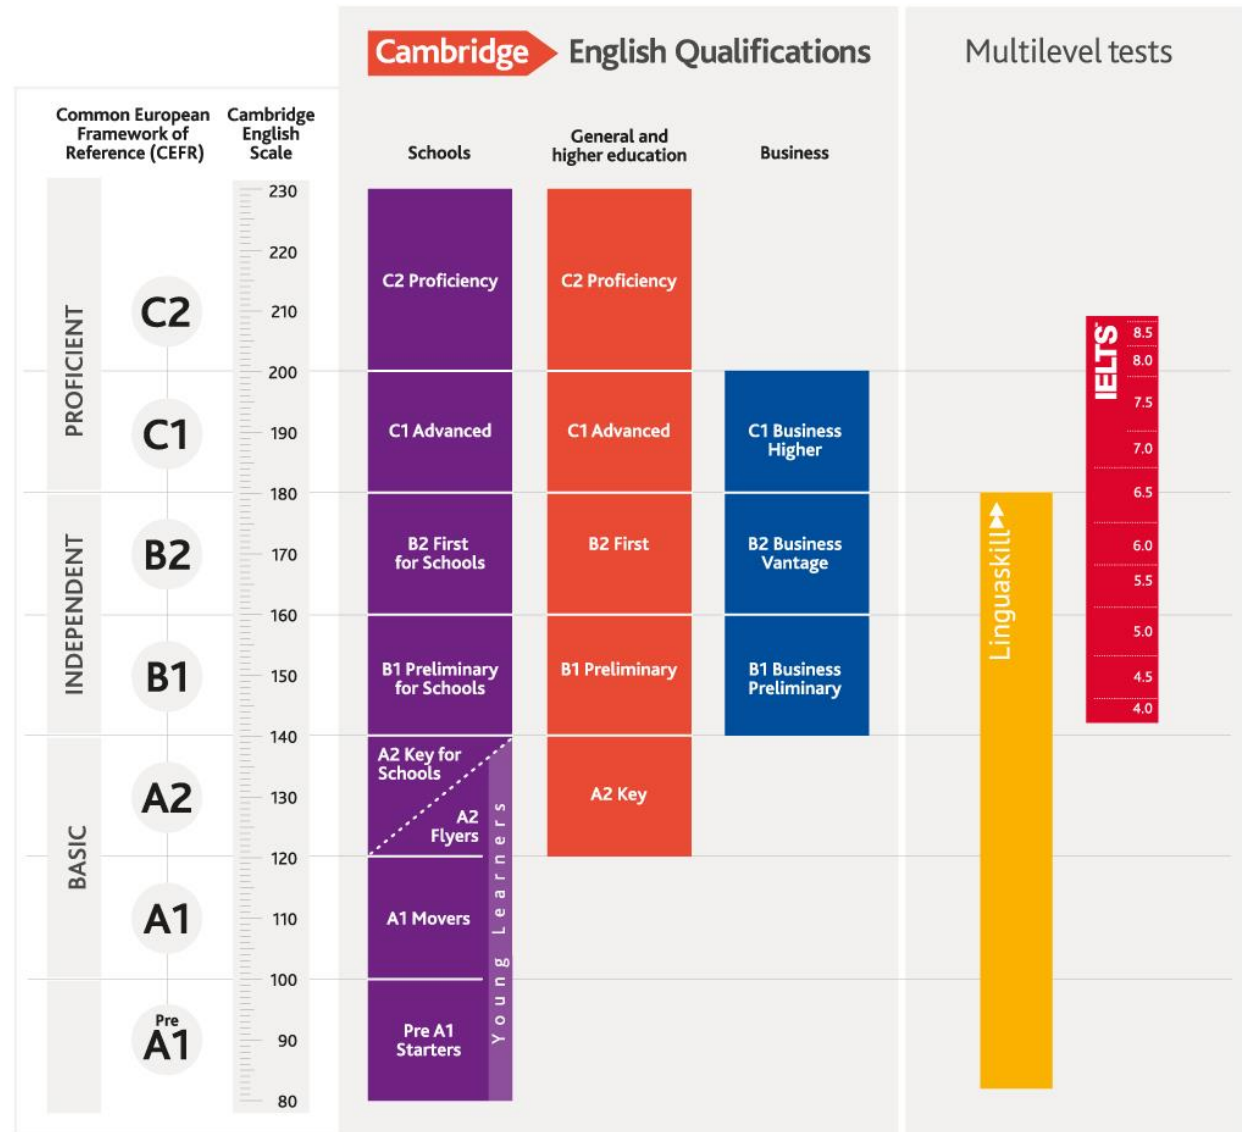 Cambridge English Qualifications
Multilevel tests
Common European
Framework of
Reference (CEFR)
Cambridge
English
Scale
Schools
General and
higher education
Business
PROFICIENT
INDEPENDENT
BASIC
C2
C1
B2
B1
A2
A1
Pre
A1
230
220
210
200
190
180
170
160
150
140
130
120
110
100
90
80
C2 Proficiency
C1 Advanced
B2 First
for Schools
B1 Preliminary
for Schools
A2 Key for
Schools
A2
Flyers
A1 Movers
Pre A1
Starters
Young Learners
C2 Proficiency
C1 Advanced
B2 First
B1 Preliminary
A2 Key
C1 Business
Higher
B2 Business
Vantage
B1 Business
Preliminary
Linguaskill
IELTS
8.5
8.0
7.5
7.0
6.5
6.0
5.5
5.0
4.5
4.0